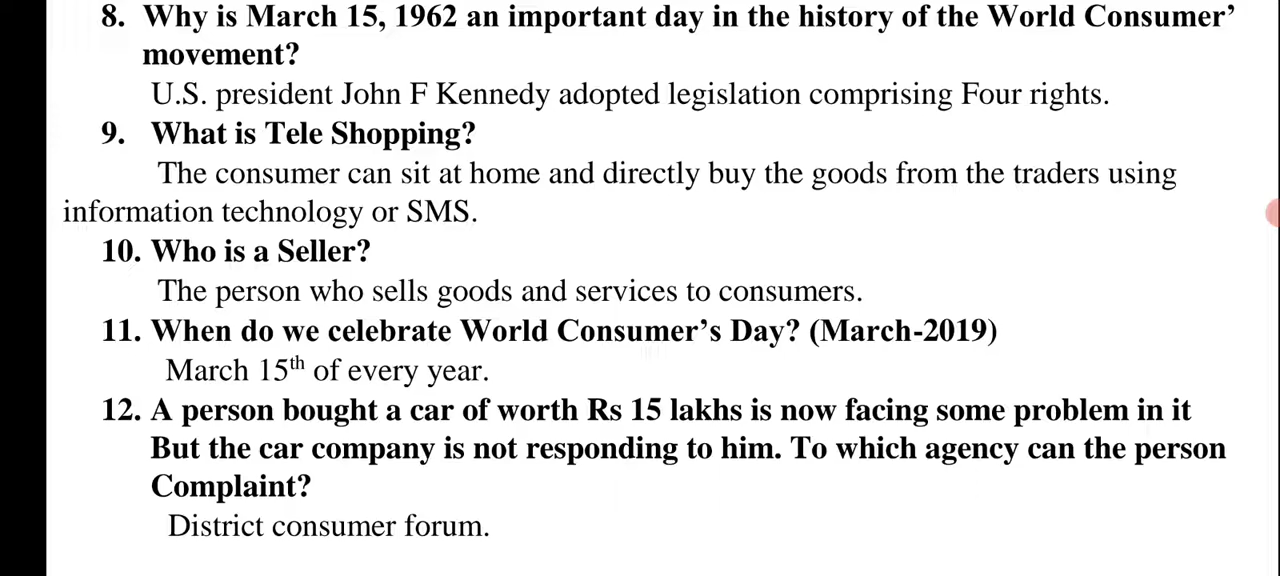 8. Why is March 15, 1962 an important day in the history of the World Consumer’
movement?
U.S. president John F Kennedy adopted legislation comprising Four rights.
9. What is Tele Shopping?
The consumer can sit at home and directly buy the goods from the traders using
information technology or SMS.
10. Who is a Seller?
The person who sells goods and services to consumers.
11. When do we celebrate World Consumer’s Day? (March-2019)
March 15th of every year.
12. A person bought a car of worth Rs 15 lakhs is now facing some problem in it
But the car company is not responding to him. To which agency can the person
Complaint?
District consumer forum.